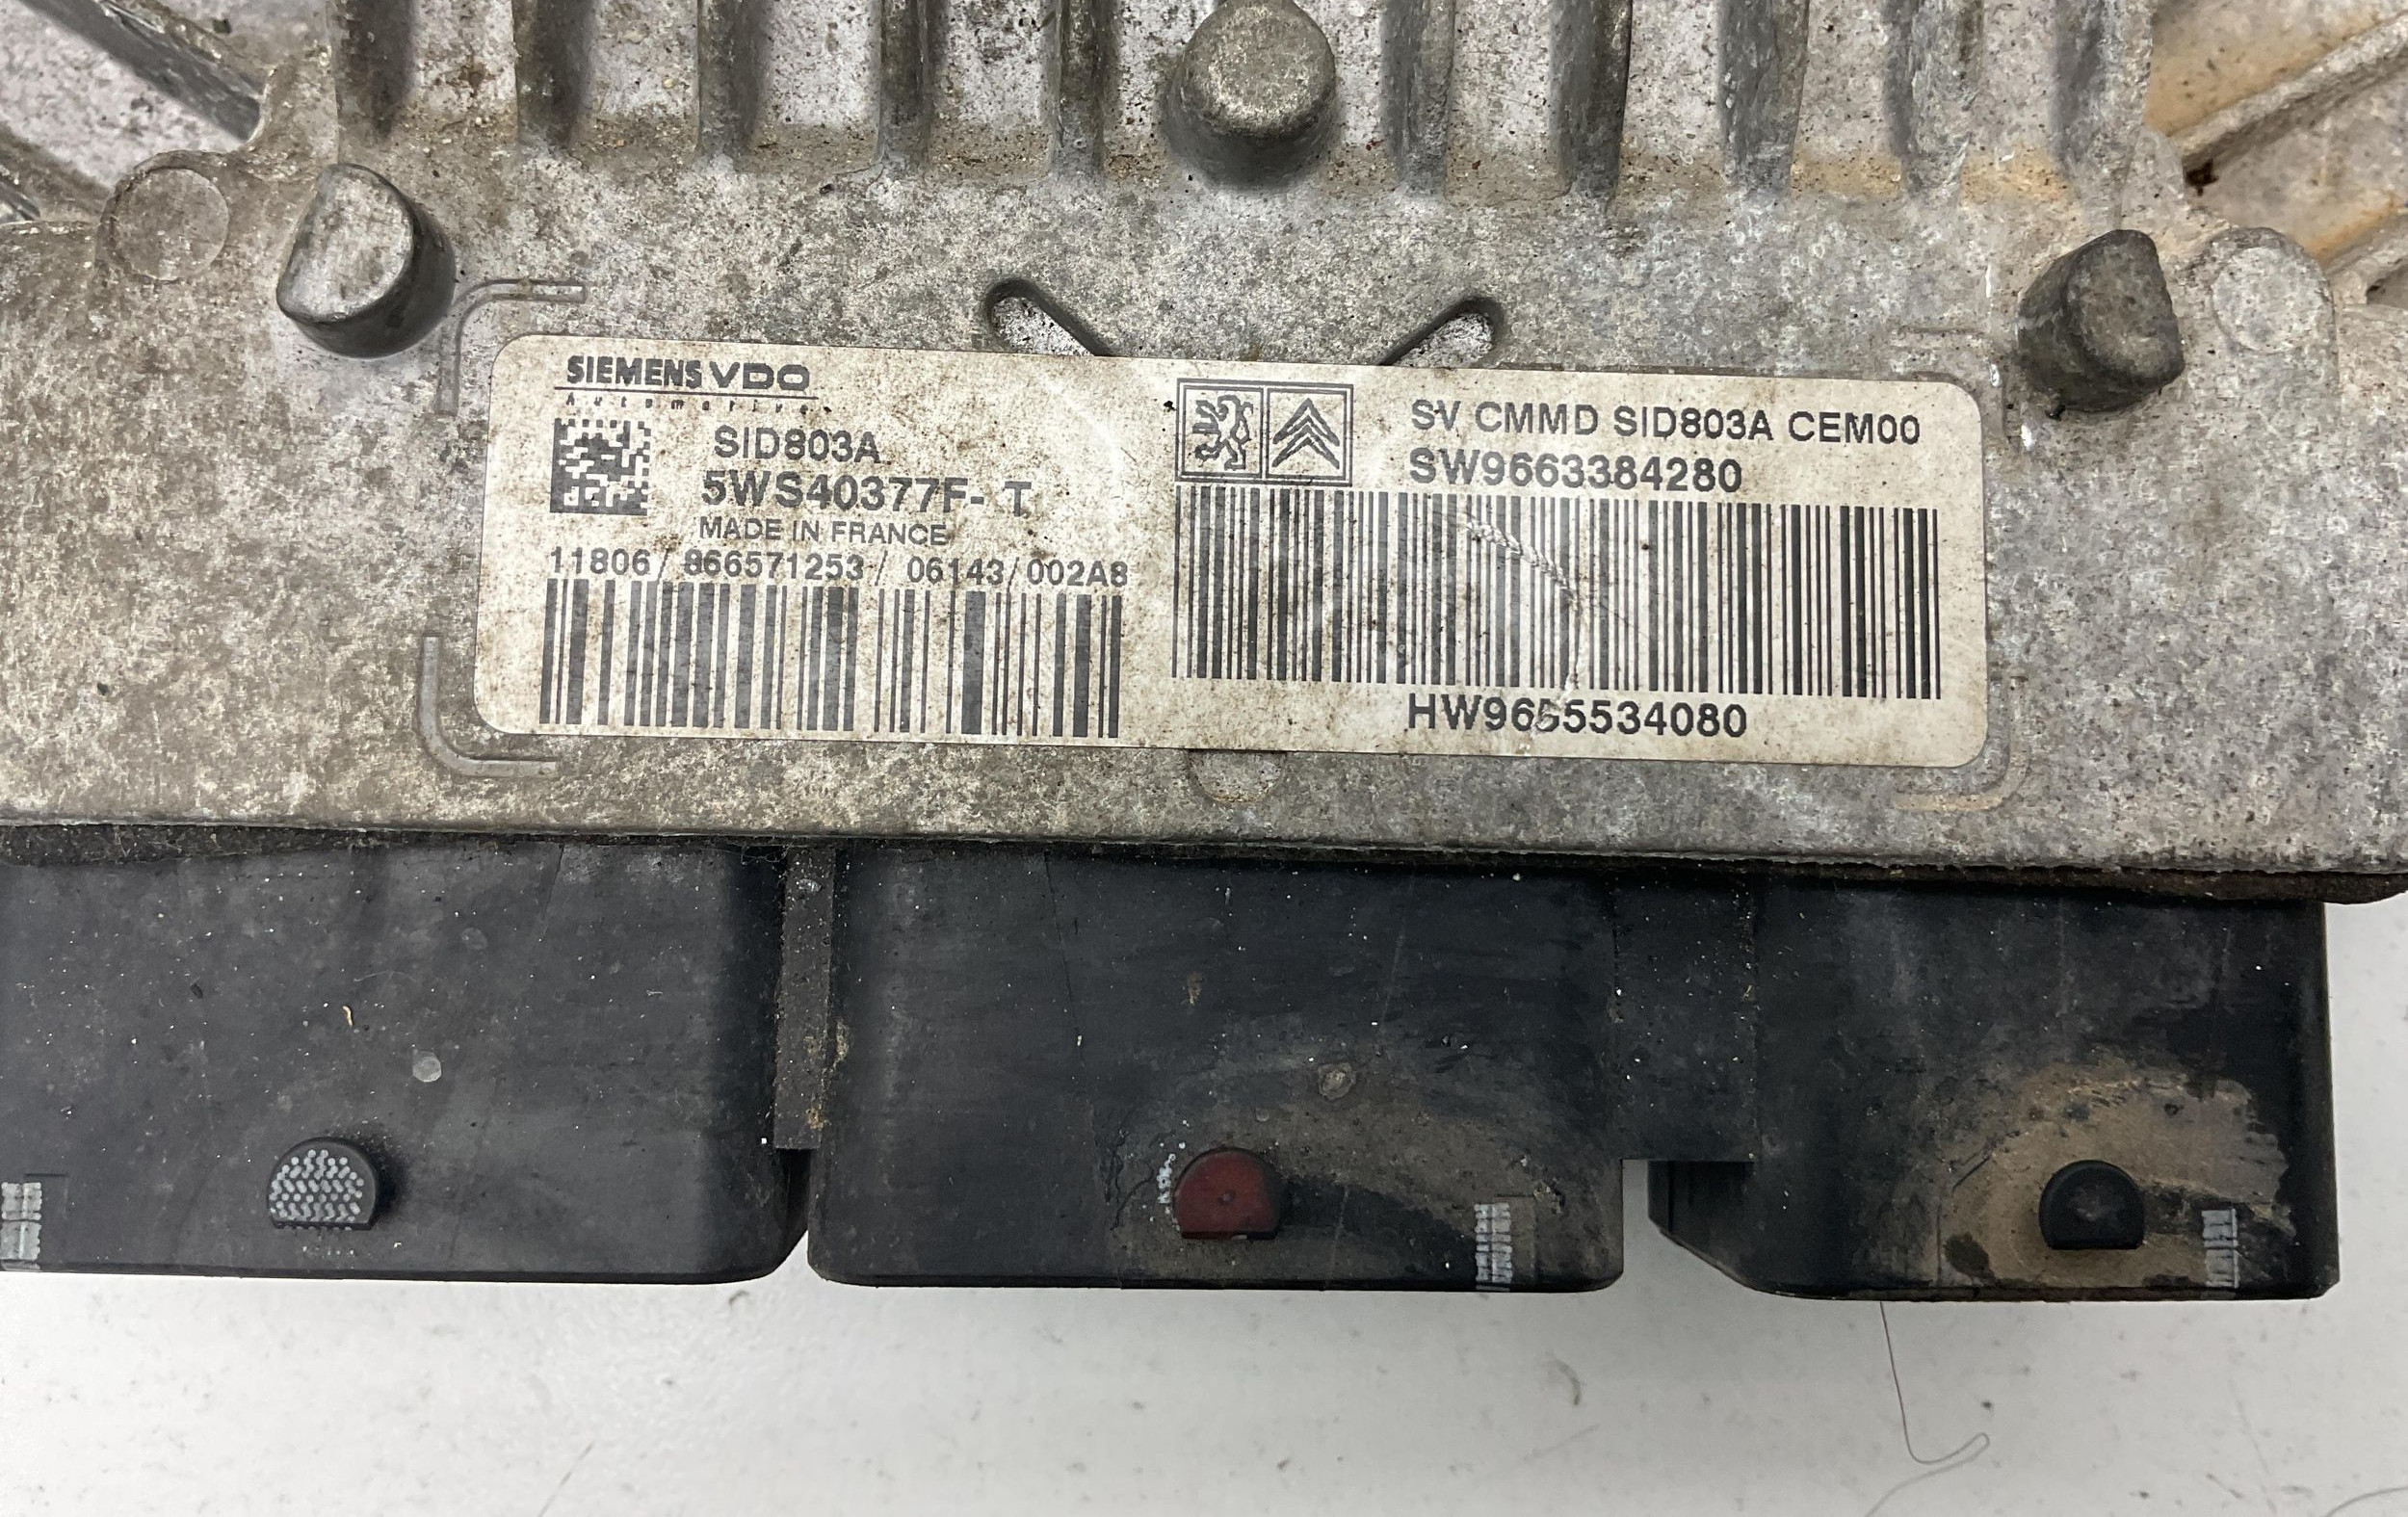 SIEMENS VDO
Automotive
SID803A
5WS40377F- T
MADE IN FRANCE
11806/ 866571253 / 06143/002A8
SV CMMD SID803A CEM00
SW9663384280
HW9655534080